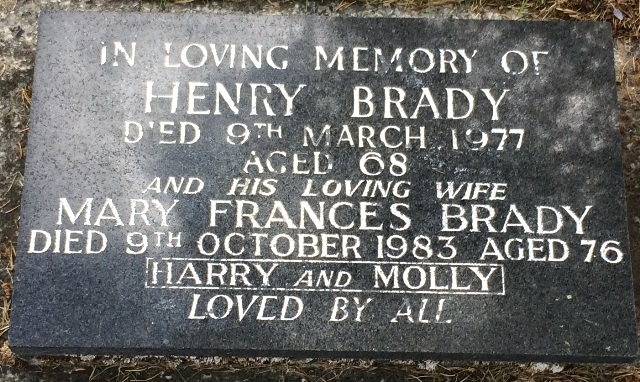 IN LOVING MEMORY OF
HENRY BRADY
DIED 9TH MARCH 1977
AGED 68
AND HIS LOVING WIFE
MARY FRANCES BRADY
DIED 9TH OCTOBER 1983 AGED 76
HARRY AND MOLLY
LOVED BY ALL